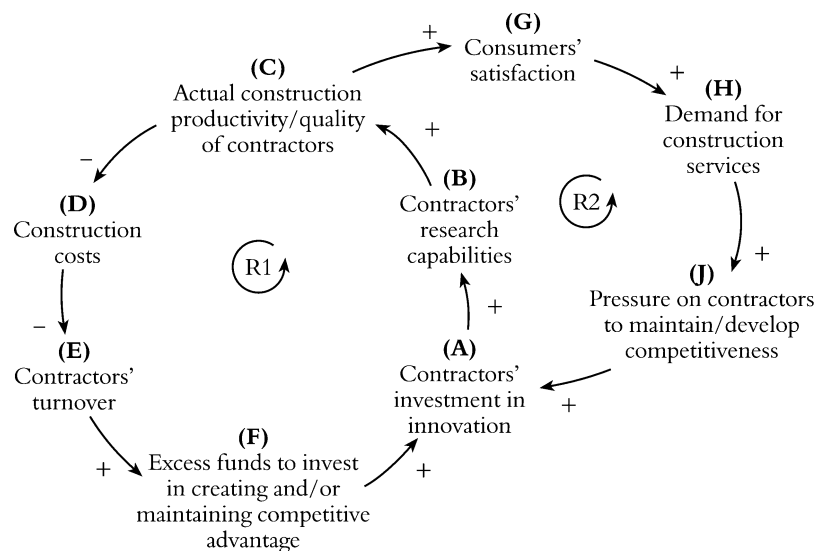 (G)
Consumers'
satisfaction
+
+
(C)
Actual construction
productivity/quality
of contractors
(H)
Demand for
construction
services
+
–
(B)
Contractors'
research
capabilities
(D)
Construction
costs
R1
R2
+
(J)
Pressure on contractors
to maintain/develop
competitiveness
+
–
(E)
Contractors'
turnover
(A)
Contractors'
investment in
innovation
+
+
(F)
Excess funds to invest
in creating and/or
maintaining competitive
advantage
+